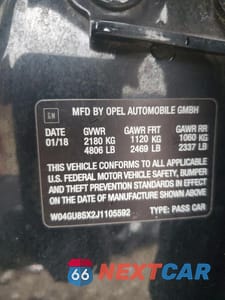 GM
MFD BY OPEL AUTOMOBILE GMBH
DATE GVWR GAWR FRT GAWR RR
01/18 2180 KG 1120 KG 1060 KG
4806 LB 2469 LB 2337 LB
THIS VEHICLE CONFORMS TO ALL APPLICABLE
U.S. FEDERAL MOTOR VEHICLE SAFETY, BUMPER
AND THEFT PREVENTION STANDARDS IN EFFECT
ON THE DATE OF MANUFACTURE SHOWN ABOVE.
W04GU8SX2J1105592 TYPE: PASS CAR
66 NEXTCAR